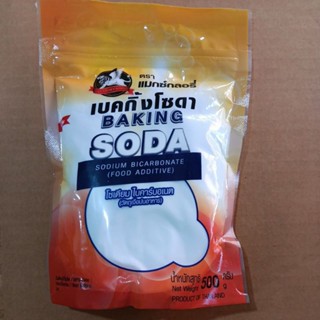 ตรา
แมกซ์กลอรี่
เบคกิ้งโซดา
BAKING
SODA
SODIUM BICARBONATE
(FOOD ADDITIVE)
โซเดียม ไบคาร์บอเนต
(วัตถุเจือปนอาหาร)
น้ำหนักสุทธิ 500 กรัม
Net Weight g
PRODUCT OF THAILAND